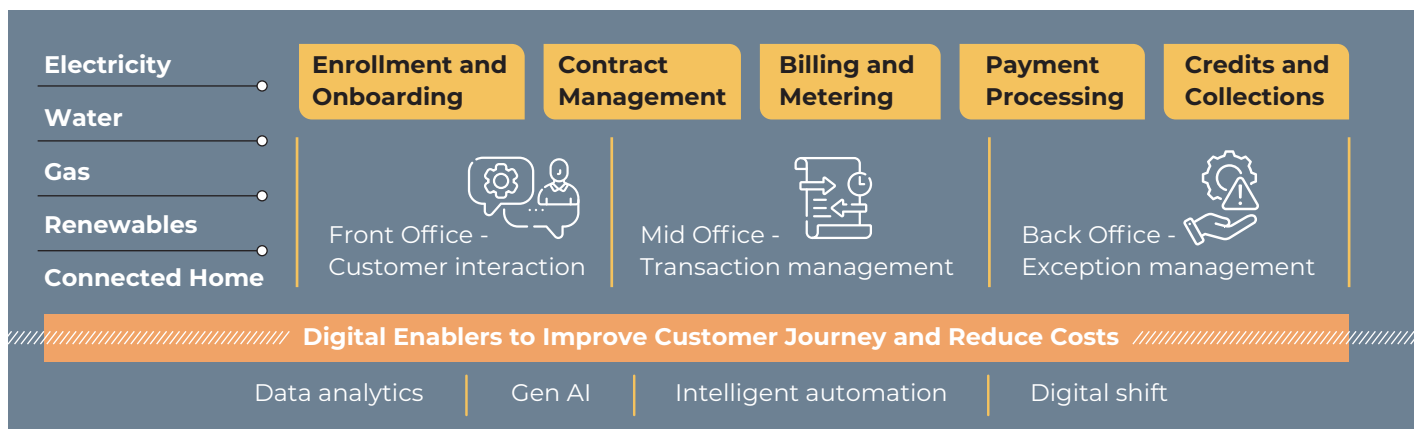 Electricity
Water
Gas
Renewables
Connected Home
Enrollment and
Onboarding
Contract
Management
Billing and
Metering
Payment
Processing
Credits and
Collections
Front Office -
Customer interaction
Mid Office -
Transaction management
Back Office -
Exception management
Digital Enablers to Improve Customer Journey and Reduce Costs
Data analytics
Gen AI
Intelligent automation
Digital shift